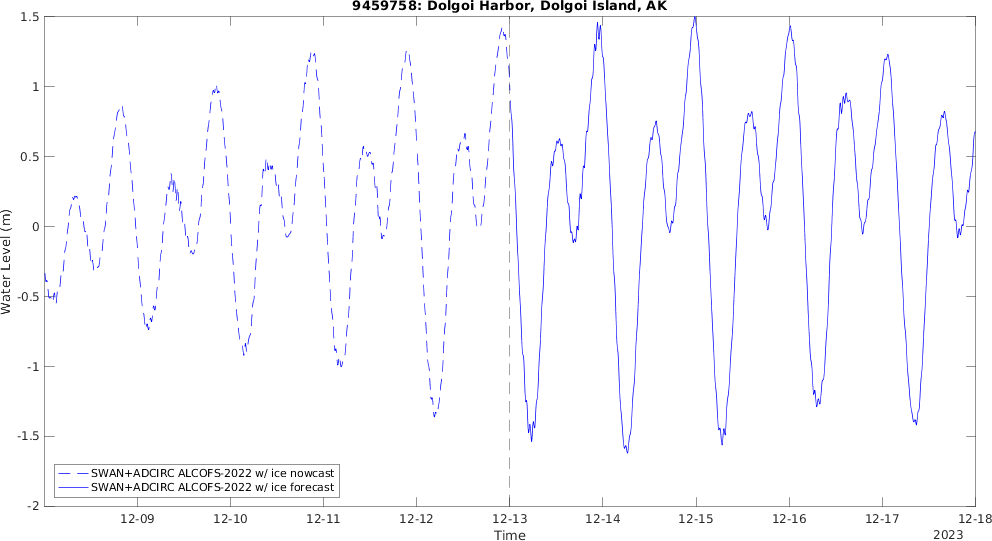 9459758: Dolgoi Harbor, Dolgoi Island, AK
1.5
1
0.5
0
-0.5
-1
-1.5
-2
Water Level (m)
SWAN+ADCIRC ALCOFS-2022 w/ ice nowcast
SWAN+ADCIRC ALCOFS-2022 w/ ice forecast
12-09 12-10 12-11 12-12 12-13 12-14 12-15 12-16 12-17 12-18
Time
2023